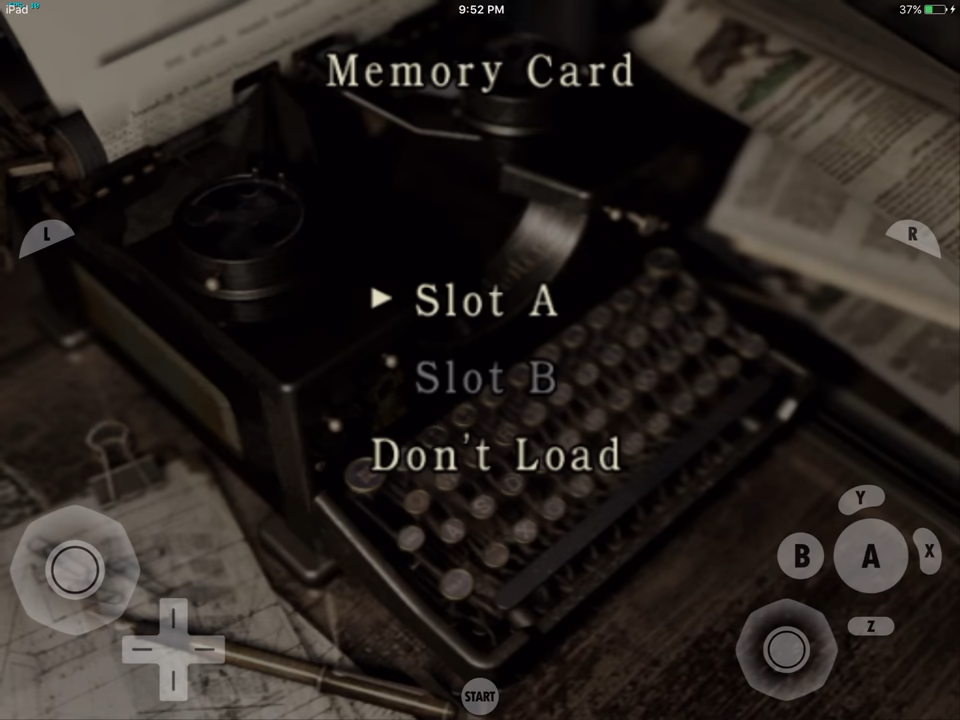 iPad
9:52 PM
37%
Memory Card
L
R
Slot A
Slot B
Don't Load
Y
B
A
X
Z
START